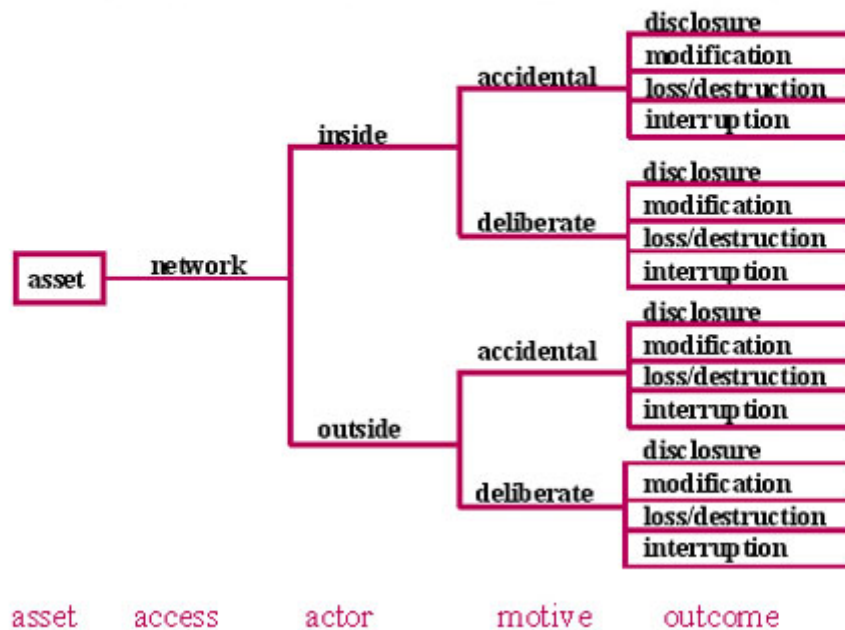 disclosure
modification
accidental
loss/destruction
interruption
inside
disclosure
modification
deliberate
loss/destruction
asset
network
interruption
disclosure
accidental
modification
loss/destruction
interruption
outside
disclosure
modification
deliberate
loss/destruction
interruption
asset access actor motive outcome